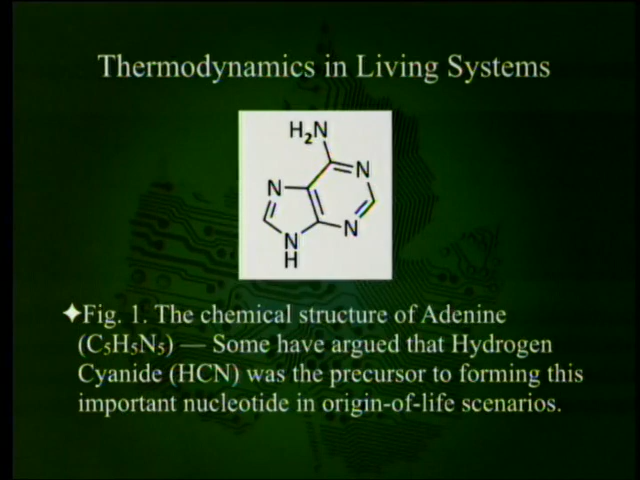 Thermodynamics in Living Systems
H₂N
N
N
N
N
H
✦Fig. 1. The chemical structure of Adenine
(C₅H₅N₅) — Some have argued that Hydrogen
Cyanide (HCN) was the precursor to forming this
important nucleotide in origin-of-life scenarios.